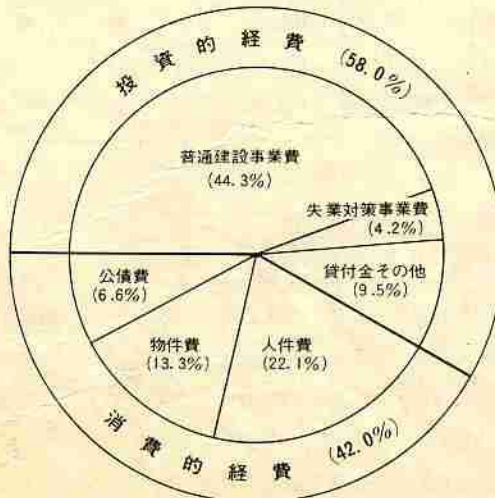 投資的経費 (58.0%)
普通建設事業費
(44.3%)
失業対策事業費
(4.2%)
貸付金その他
(9.5%)
公債費
(6.6%)
物件費
(13.3%)
人件費
(22.1%)
消費的経費 (42.0%)